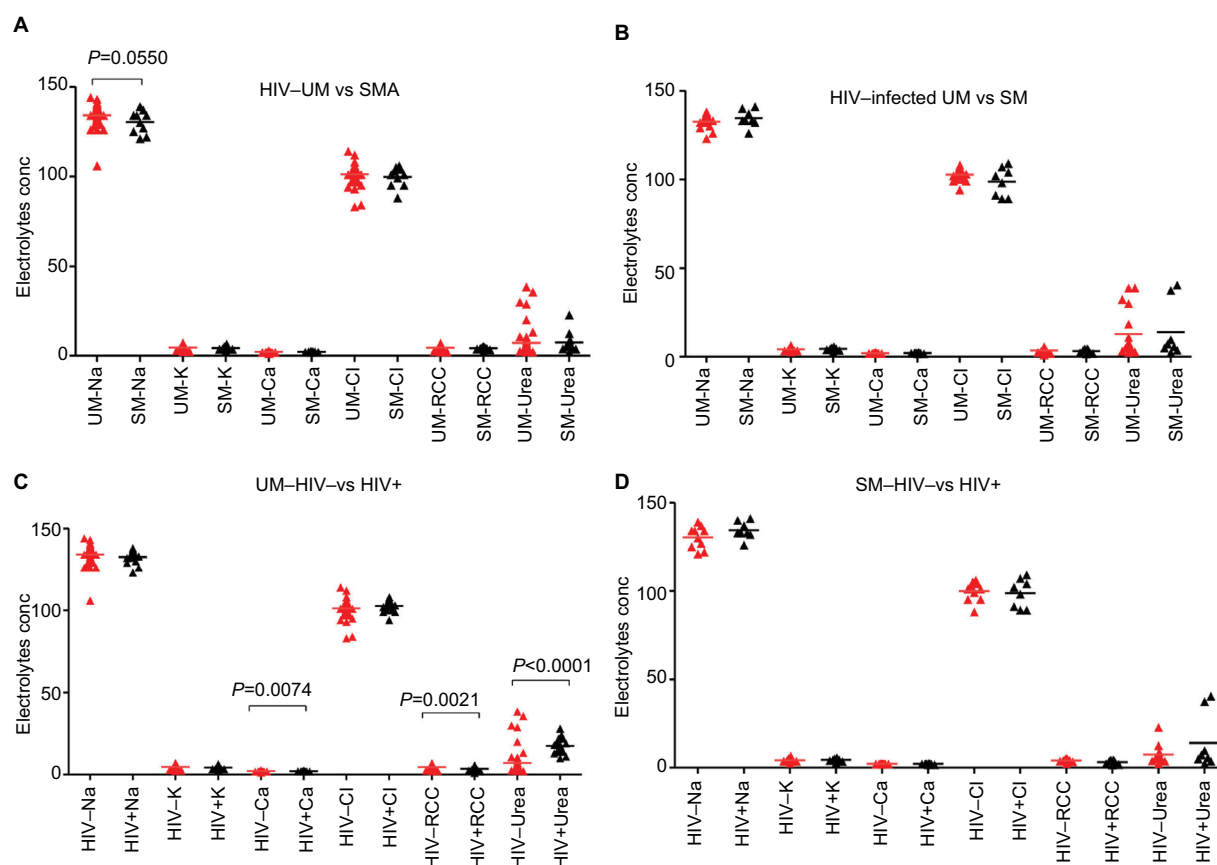 A
P=0.0550
HIV–UM vs SMA
Electrolytes conc
150
100
50
0
UM-Na
SM-Na
UM-K
SM-K
UM-Ca
SM-Ca
UM-Cl
SM-Cl
UM-RCC
SM-RCC
UM-Urea
SM-Urea
B
HIV–infected UM vs SM
Electrolytes conc
150
100
50
0
UM-Na
SM-Na
UM-K
SM-K
UM-Ca
SM-Ca
UM-Cl
SM-Cl
UM-RCC
SM-RCC
UM-Urea
SM-Urea
C
UM–HIV–vs HIV+
Electrolytes conc
150
100
50
0
P=0.0074
P=0.0021
P<0.0001
HIV–Na
HIV+Na
HIV–K
HIV+K
HIV–Ca
HIV+Ca
HIV–Cl
HIV+Cl
HIV–RCC
HIV+RCC
HIV–Urea
HIV+Urea
D
SM–HIV–vs HIV+
Electrolytes conc
150
100
50
0
HIV–Na
HIV+Na
HIV–K
HIV+K
HIV–Ca
HIV+Ca
HIV–Cl
HIV+Cl
HIV–RCC
HIV+RCC
HIV–Urea
HIV+Urea